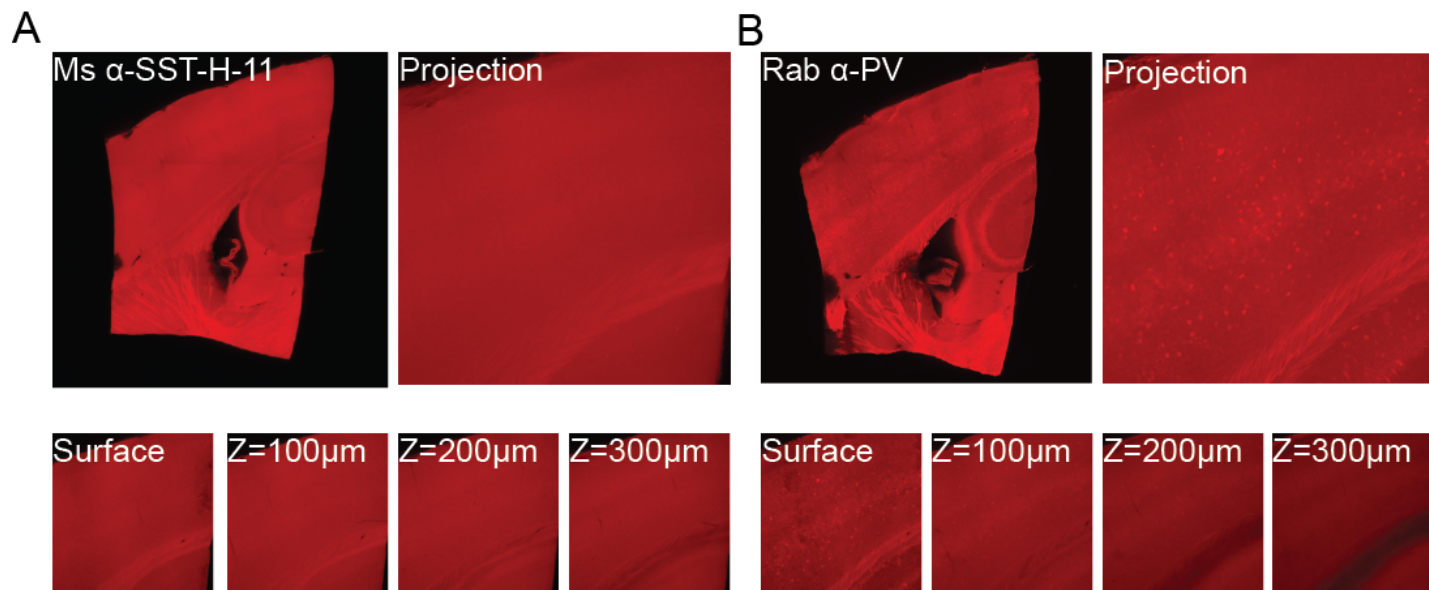 A
B
Ms α-SST-H-11
Projection
Rab α-PV
Projection
Surface
Z=100µm
Z=200µm
Z=300µm
Surface
Z=100µm
Z=200µm
Z=300µm